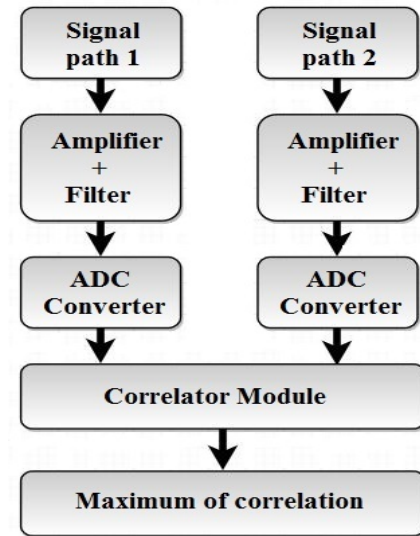 Signal
path 1
Signal
path 2
Amplifier
+
Filter
Amplifier
+
Filter
ADC
Converter
ADC
Converter
Correlator Module
Maximum of correlation